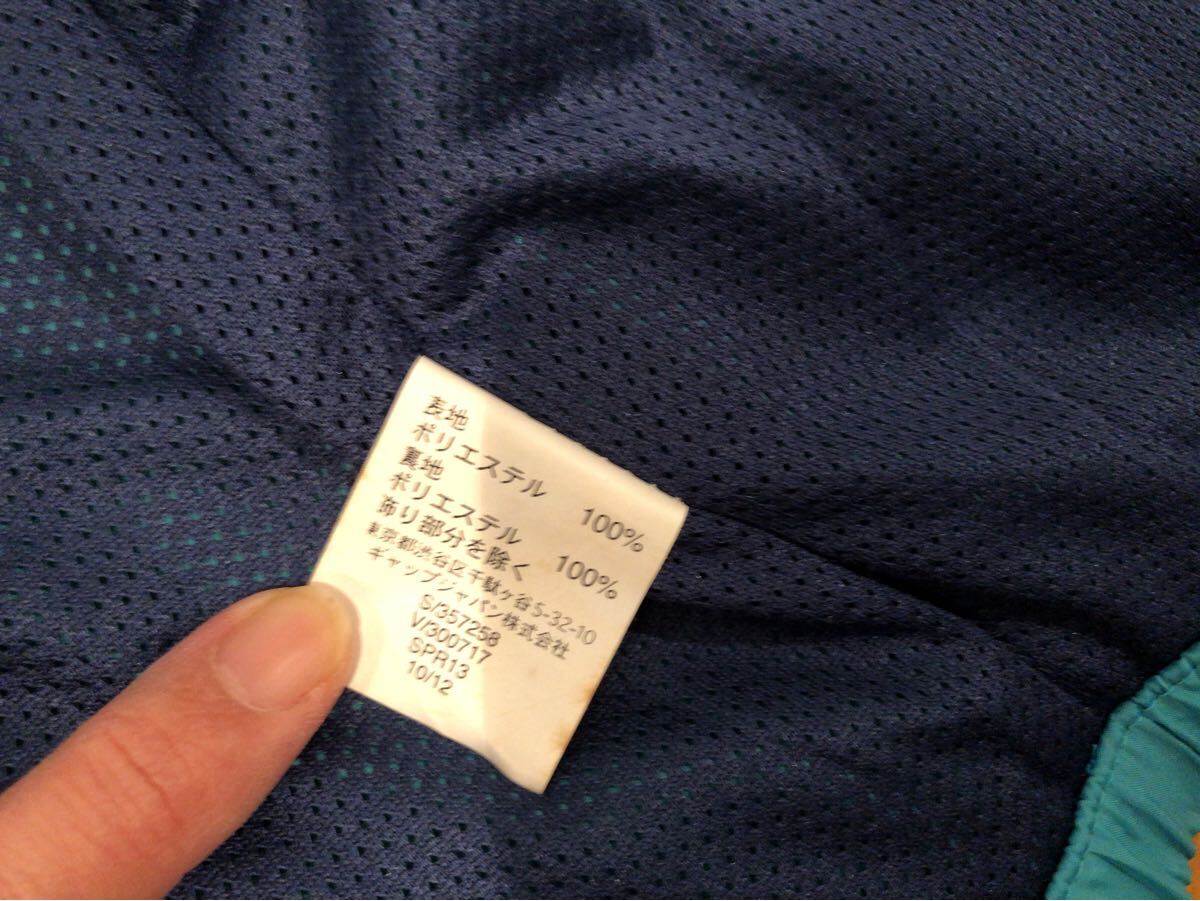 表地
ポリエステル 100%
裏地
ポリエステル 100%
飾り部分を除く
東京都渋谷区千駄ヶ谷5-32-10
ギャップジャパン株式会社
S/357258
V/300717
SPR13
10/12